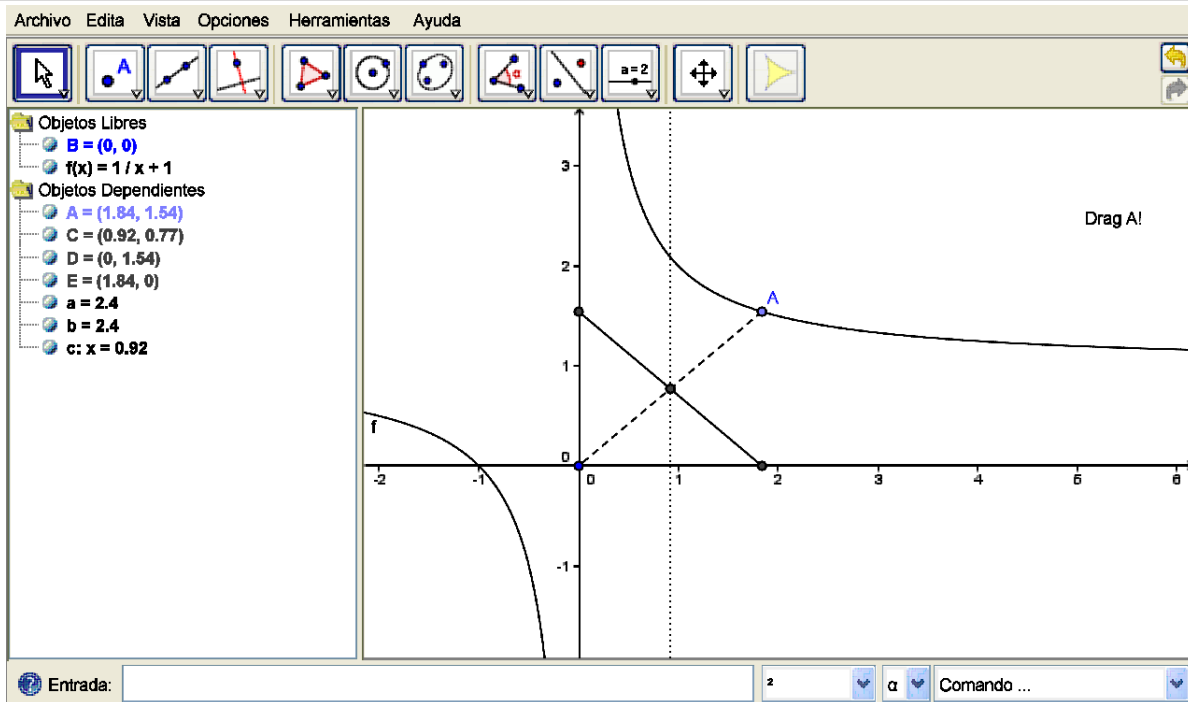 Archivo Edita Vista Opciones Herramientas Ayuda
A α a=2
Objetos Libres
B = (0, 0)
f(x) = 1 / x + 1
Objetos Dependientes
A = (1.84, 1.54)
C = (0.92, 0.77)
D = (0, 1.54)
E = (1.84, 0)
a = 2.4
b = 2.4
c: x = 0.92
3
Drag A!
2
A
1
f
0
-2 -1 0 1 2 3 4 5 6
-1
Entrada: ² α Comando ...